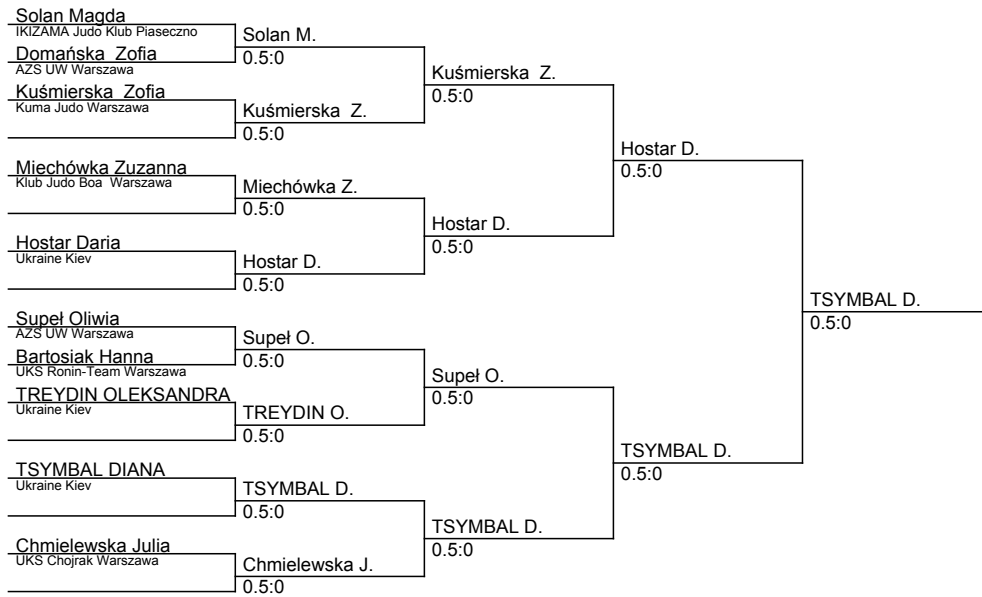 Solan Magda
IKIZAMA Judo Klub Piaseczno
Solan M.
0.5:0
Domańska  Zofia
AZS UW Warszawa
Kuśmierska  Z.
0.5:0
Kuśmierska Zofia
Kuma Judo Warszawa
Kuśmierska  Z.
0.5:0
Hostar D.
0.5:0
Miechówka Zuzanna
Klub Judo Boa  Warszawa
Miechówka Z.
0.5:0
Hostar D.
0.5:0
Hostar Daria
Ukraine Kiev
Hostar D.
0.5:0
TSYMBAL D.
0.5:0
Supeł Oliwia
AZS UW Warszawa
Supeł O.
0.5:0
Bartosiak Hanna
UKS Ronin-Team Warszawa
Supeł O.
0.5:0
TREYDIN OLEKSANDRA
Ukraine Kiev
TREYDIN O.
0.5:0
TSYMBAL D.
0.5:0
TSYMBAL DIANA
Ukraine Kiev
TSYMBAL D.
0.5:0
TSYMBAL D.
0.5:0
Chmielewska Julia
UKS Chojrak Warszawa
Chmielewska J.
0.5:0